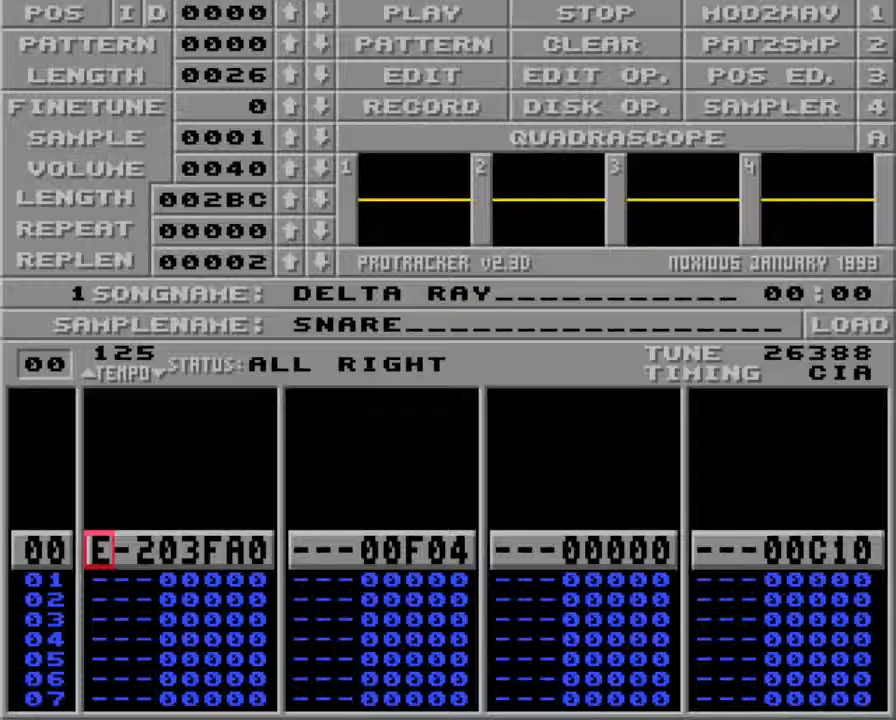 POS I D 0000 PLAY STOP MOD2WAV 1
PATTERN 0000 PATTERN CLEAR PAT2SMP 2
LENGTH 0026 EDIT EDIT OP. POS ED. 3
FINETUNE 0 RECORD DISK OP. SAMPLER 4
SAMPLE 0001 QUADRASCOPE A
VOLUME 0040 1 2 3 4
LENGTH 002BC
REPEAT 00000
REPLEN 00002 PROTRACKER V2.3D NOXIOUS JANUARY 1993
1 SONGNAME: DELTA RAY____________ 00:00
SAMPLENAME: SNARE_________________ LOAD
00 125 TEMPO STATUS: ALL RIGHT TUNE 26388
TIMING CIA
00 E-203FA0 ---00F04 ---00000 ---00C10
01 ---00000 ---00000 ---00000 ---00000
02 ---00000 ---00000 ---00000 ---00000
03 ---00000 ---00000 ---00000 ---00000
04 ---00000 ---00000 ---00000 ---00000
05 ---00000 ---00000 ---00000 ---00000
06 ---00000 ---00000 ---00000 ---00000
07 ---00000 ---00000 ---00000 ---00000